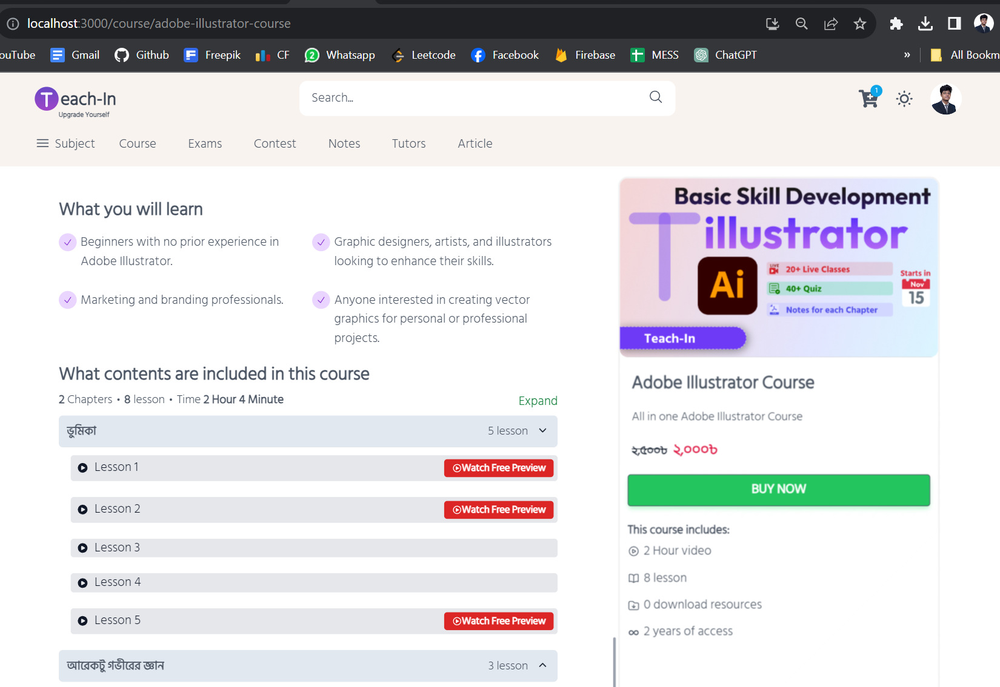 localhost:3000/course/adobe-illustrator-course
ouTube Gmail Github Freepik CF Whatsapp Leetcode Facebook Firebase MESS ChatGPT » All Bookm
Teach-In
Upgrade Yourself
Search...
1
Subject Course Exams Contest Notes Tutors Article
What you will learn
Beginners with no prior experience in
Adobe Illustrator.
Graphic designers, artists, and illustrators
looking to enhance their skills.
Marketing and branding professionals.
Anyone interested in creating vector
graphics for personal or professional
projects.
What contents are included in this course
2 Chapters • 8 lesson • Time 2 Hour 4 Minute
Expand
ভুমিকা 5 lesson
Lesson 1 Watch Free Preview
Lesson 2 Watch Free Preview
Lesson 3
Lesson 4
Lesson 5 Watch Free Preview
আরেকটু গভীরের জ্ঞান 3 lesson
Basic Skill Development
T illustrator
Ai
LIVE 20+ Live Classes
40+ Quiz
Notes for each Chapter
Starts in
Nov
15
Teach-In
Adobe Illustrator Course
All in one Adobe Illustrator Course
২,৫০০৳ ২,০০০৳
BUY NOW
This course includes:
2 Hour video
8 lesson
0 download resources
2 years of access